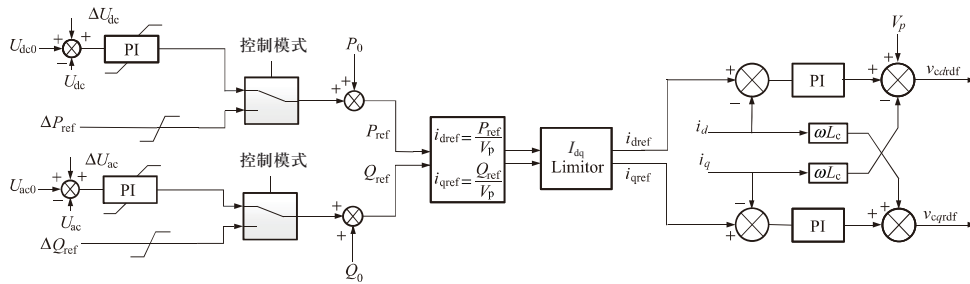 ΔU_dc
U_dc0
+
+
−
PI
U_dc
ΔP_ref
控制模式
P_0
+
+
P_ref
ΔU_ac
U_ac0
+
+
−
PI
U_ac
ΔQ_ref
控制模式
+
+
Q_0
Q_ref
i_dref = P_ref / V_p
i_qref = Q_ref / V_p
I_dq
Limitor
i_dref
i_qref
+
−
PI
V_p
+
+
−
v_cdrdf
i_d
ωL_c
i_q
ωL_c
−
+
PI
+
+
v_cqrdf